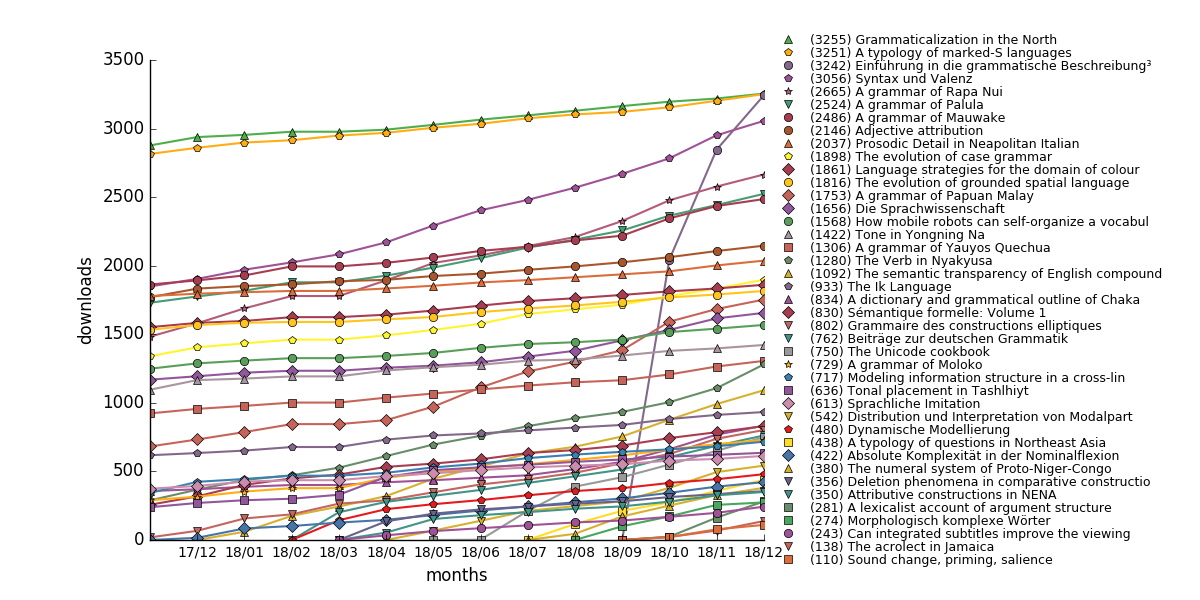 3500
3000
2500
2000
1500
1000
500
0
downloads
17/12 18/01 18/02 18/03 18/04 18/05 18/06 18/07 18/08 18/09 18/10 18/11 18/12
months
(3255) Grammaticalization in the North
(3251) A typology of marked-S languages
(3242) Einführung in die grammatische Beschreibung³
(3056) Syntax und Valenz
(2665) A grammar of Rapa Nui
(2524) A grammar of Palula
(2486) A grammar of Mauwake
(2146) Adjective attribution
(2037) Prosodic Detail in Neapolitan Italian
(1898) The evolution of case grammar
(1861) Language strategies for the domain of colour
(1816) The evolution of grounded spatial language
(1753) A grammar of Papuan Malay
(1656) Die Sprachwissenschaft
(1568) How mobile robots can self-organize a vocabul
(1422) Tone in Yongning Na
(1306) A grammar of Yauyos Quechua
(1280) The Verb in Nyakyusa
(1092) The semantic transparency of English compound
(933) The Ik Language
(834) A dictionary and grammatical outline of Chaka
(830) Sémantique formelle: Volume 1
(802) Grammaire des constructions elliptiques
(762) Beiträge zur deutschen Grammatik
(750) The Unicode cookbook
(729) A grammar of Moloko
(717) Modeling information structure in a cross-lin
(636) Tonal placement in Tashlhiyt
(613) Sprachliche Imitation
(542) Distribution und Interpretation von Modalpart
(480) Dynamische Modellierung
(438) A typology of questions in Northeast Asia
(422) Absolute Komplexität in der Nominalflexion
(380) The numeral system of Proto-Niger-Congo
(356) Deletion phenomena in comparative constructio
(350) Attributive constructions in NENA
(281) A lexicalist account of argument structure
(274) Morphologisch komplexe Wörter
(243) Can integrated subtitles improve the viewing
(138) The acrolect in Jamaica
(110) Sound change, priming, salience